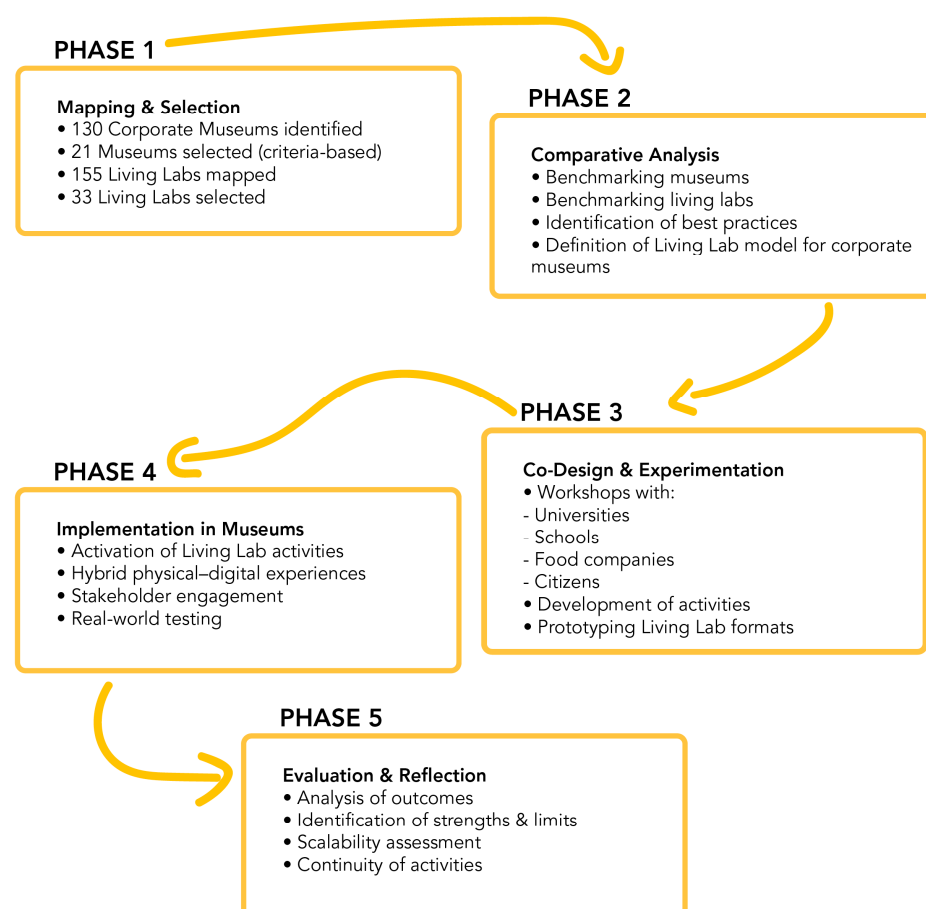 PHASE 1
Mapping & Selection
• 130 Corporate Museums identified
• 21 Museums selected (criteria-based)
• 155 Living Labs mapped
• 33 Living Labs selected
PHASE 2
Comparative Analysis
• Benchmarking museums
• Benchmarking living labs
• Identification of best practices
• Definition of Living Lab model for corporate
museums
PHASE 3
Co-Design & Experimentation
• Workshops with:
- Universities
- Schools
- Food companies
- Citizens
• Development of activities
• Prototyping Living Lab formats
PHASE 4
Implementation in Museums
• Activation of Living Lab activities
• Hybrid physical–digital experiences
• Stakeholder engagement
• Real-world testing
PHASE 5
Evaluation & Reflection
• Analysis of outcomes
• Identification of strengths & limits
• Scalability assessment
• Continuity of activities